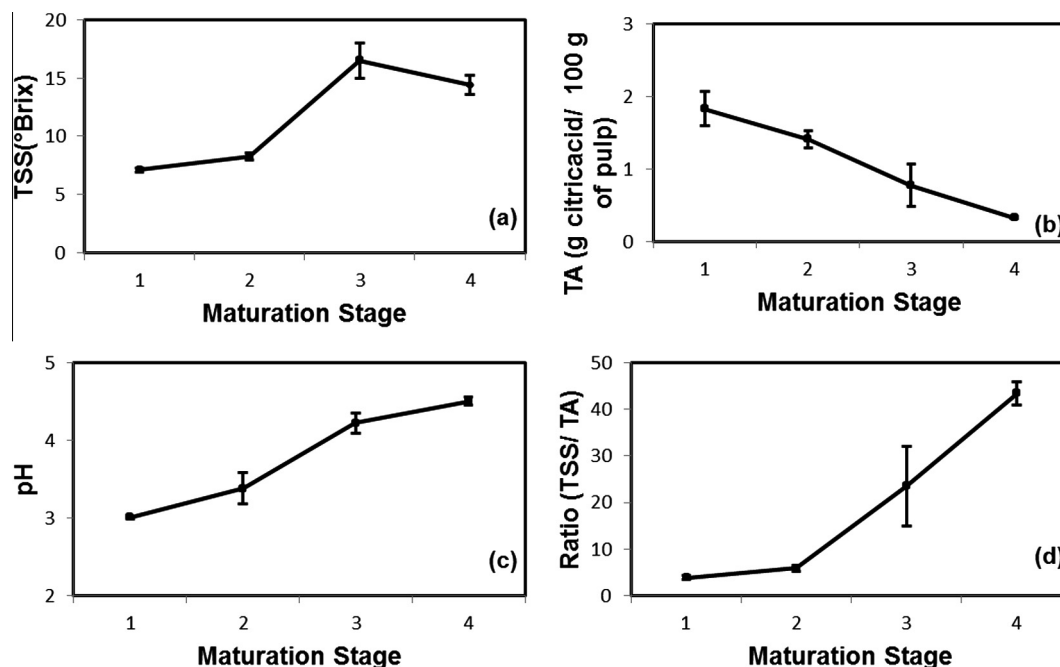 TSS(°Brix)
20
15
10
5
0
(a)
1 2 3 4
Maturation Stage
TA (g citricacid/ 100 g
of pulp)
3
2
1
0
(b)
1 2 3 4
Maturation Stage
pH
5
4
3
2
(c)
1 2 3 4
Maturation Stage
Ratio (TSS/ TA)
50
40
30
20
10
0
(d)
1 2 3 4
Maturation Stage